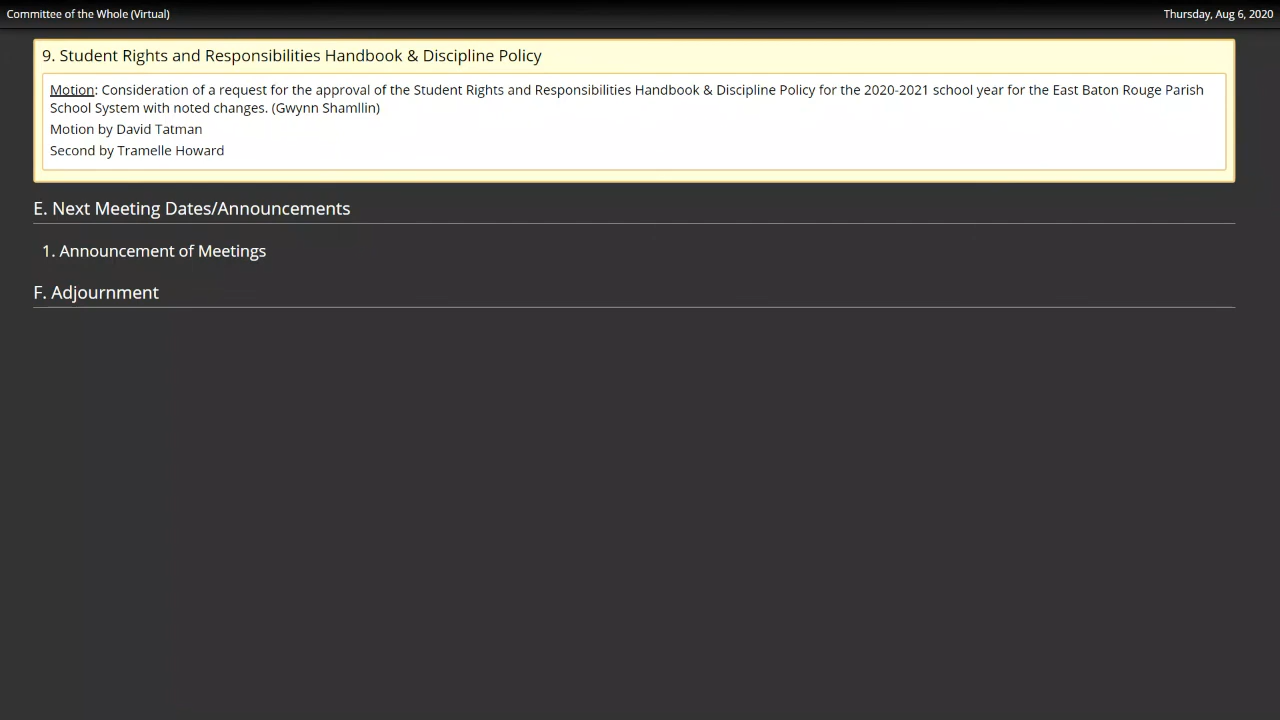 Committee of the Whole (Virtual)
Thursday, Aug 6, 2020
9. Student Rights and Responsibilities Handbook & Discipline Policy
Motion: Consideration of a request for the approval of the Student Rights and Responsibilities Handbook & Discipline Policy for the 2020-2021 school year for the East Baton Rouge Parish
School System with noted changes. (Gwynn Shamllin)
Motion by David Tatman
Second by Tramelle Howard
E. Next Meeting Dates/Announcements
1. Announcement of Meetings
F. Adjournment